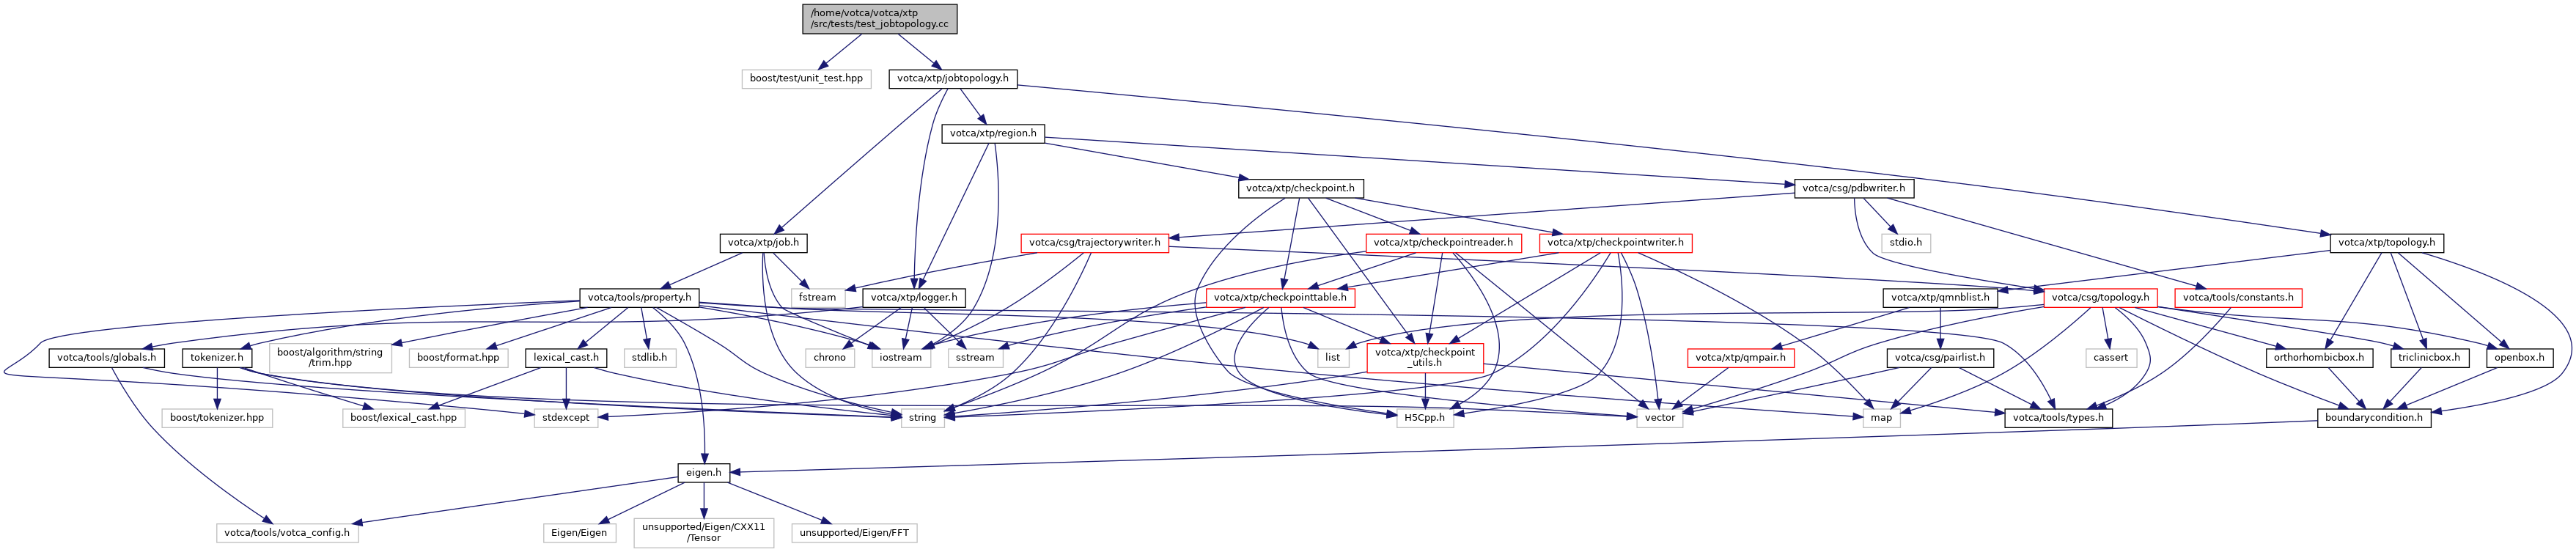 /home/votca/votca/xtp
/src/tests/test_jobtopology.cc
boost/test/unit_test.hpp
votca/xtp/jobtopology.h
votca/xtp/region.h
votca/xtp/checkpoint.h
votca/csg/pdbwriter.h
votca/xtp/job.h
votca/csg/trajectorywriter.h
votca/xtp/checkpointreader.h
votca/xtp/checkpointwriter.h
stdio.h
votca/xtp/topology.h
votca/tools/property.h
fstream
votca/xtp/logger.h
votca/xtp/checkpointtable.h
votca/xtp/qmnblist.h
votca/csg/topology.h
votca/tools/constants.h
votca/tools/globals.h
tokenizer.h
boost/algorithm/string
/trim.hpp
boost/format.hpp
lexical_cast.h
stdlib.h
chrono
iostream
sstream
list
votca/xtp/checkpoint
_utils.h
votca/xtp/qmpair.h
votca/csg/pairlist.h
cassert
orthorhombicbox.h
triclinicbox.h
openbox.h
boost/tokenizer.hpp
boost/lexical_cast.hpp
stdexcept
string
H5Cpp.h
vector
map
votca/tools/types.h
boundarycondition.h
eigen.h
votca/tools/votca_config.h
Eigen/Eigen
unsupported/Eigen/CXX11
/Tensor
unsupported/Eigen/FFT